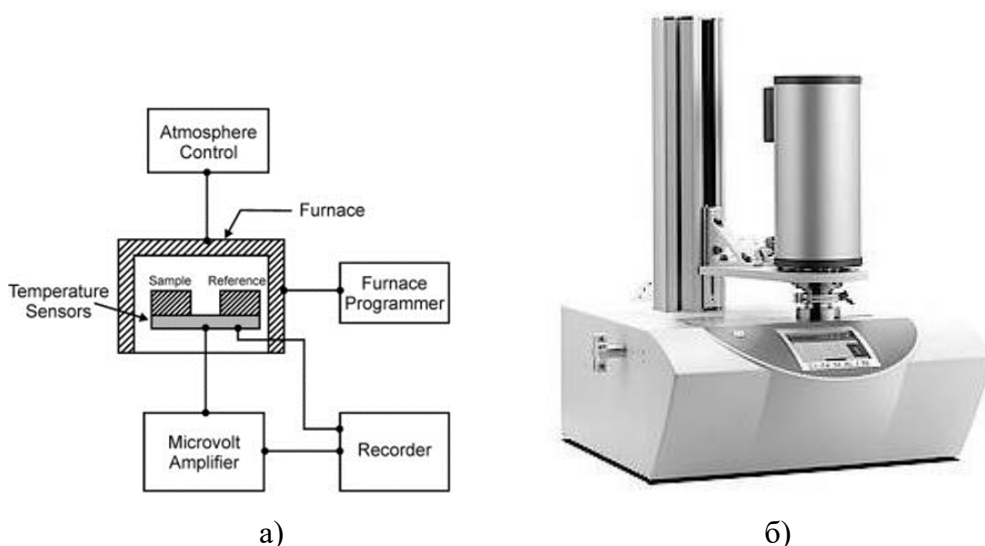 Atmosphere
Control
Furnace
Sample
Reference
Temperature
Sensors
Furnace
Programmer
Microvolt
Amplifier
Recorder
а)
б)